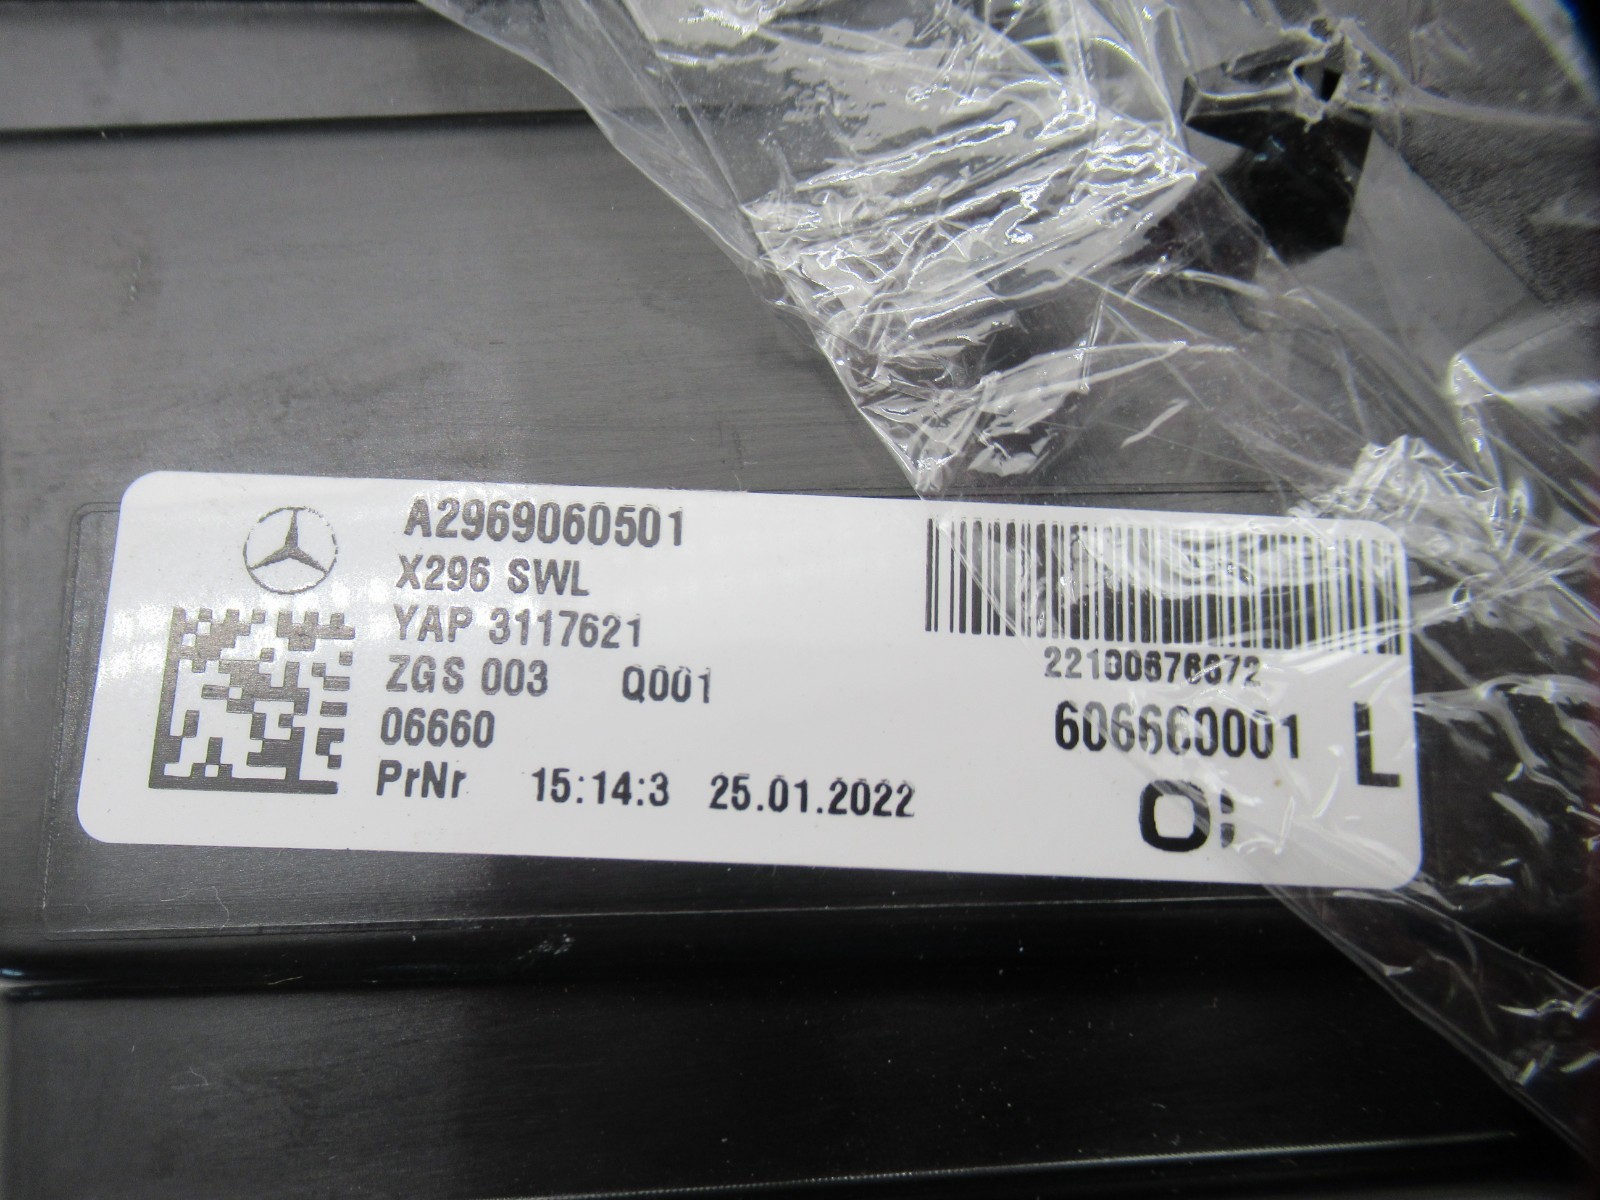 A2969060501
X296 SWL
YAP 3117621
ZGS 003 Q001
06660
PrNr 15:14:3 25.01.2022
606660001 L